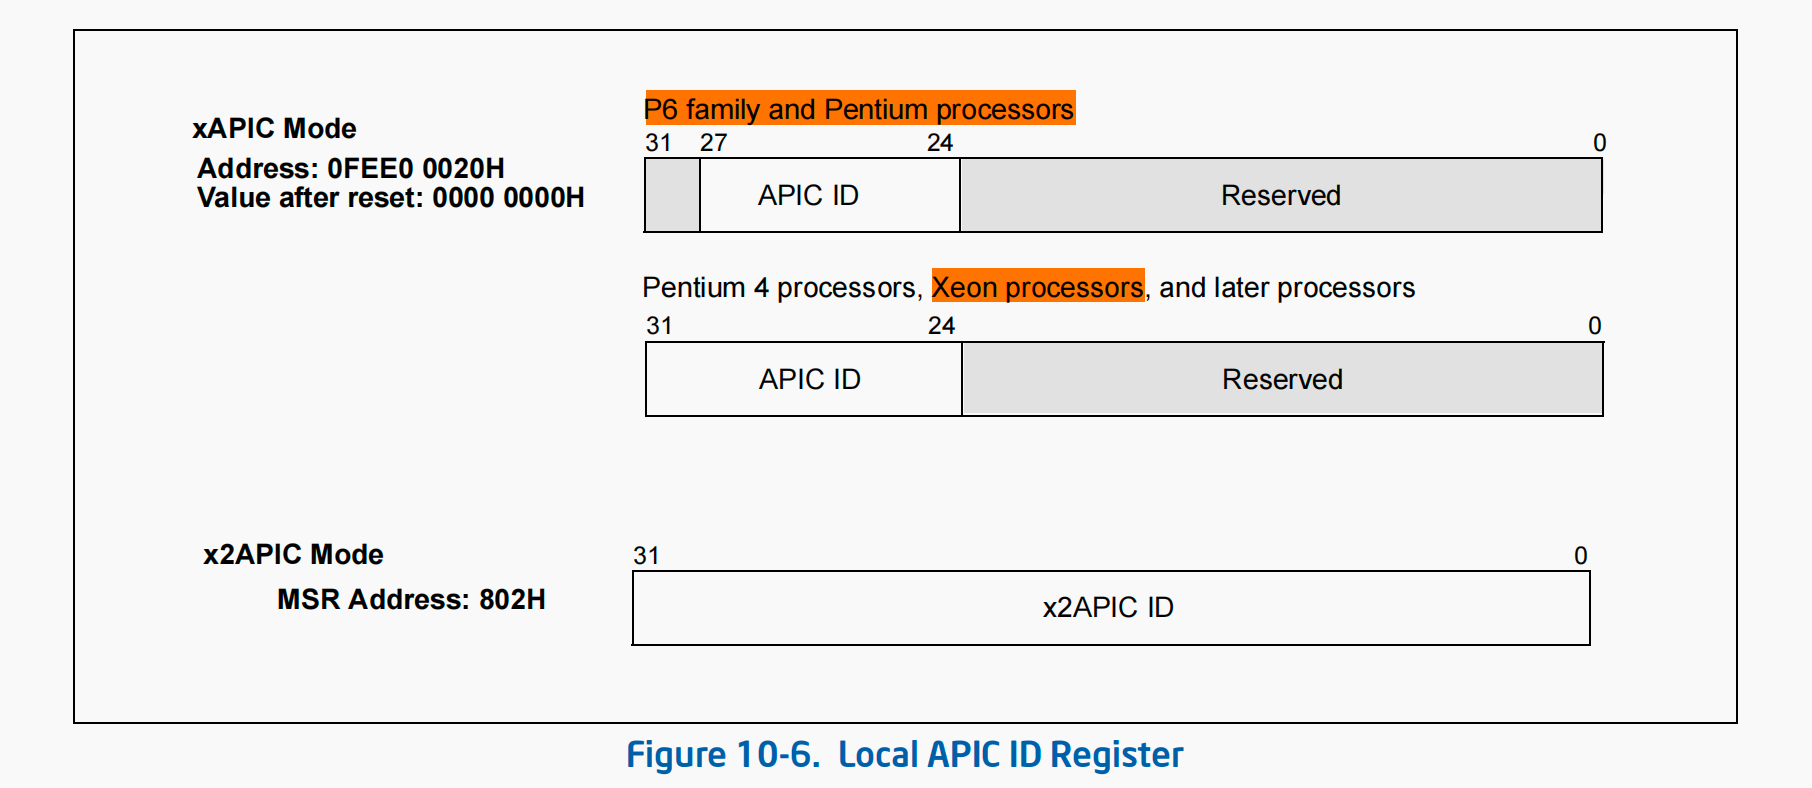 P6 family and Pentium processors
xAPIC Mode
31 27 24 0
Address: 0FEE0 0020H
Value after reset: 0000 0000H
APIC ID Reserved
Pentium 4 processors, Xeon processors, and later processors
31 24 0
APIC ID Reserved
x2APIC Mode
31 0
MSR Address: 802H
x2APIC ID
Figure 10-6. Local APIC ID Register